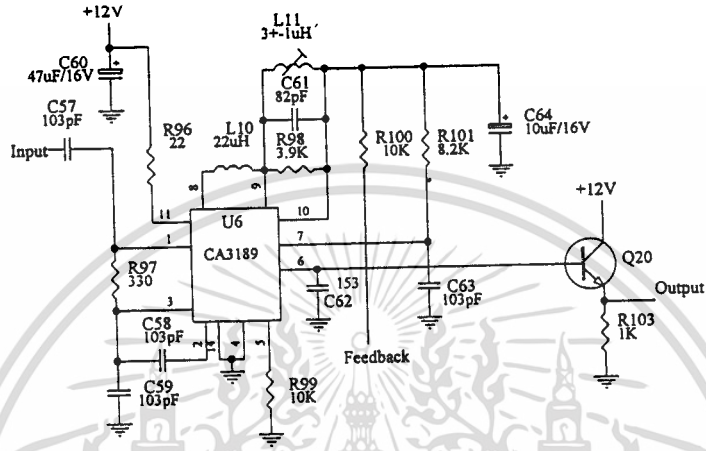 +12V
L11
3+-1uH
C60
47uF/16V
C61
82pF
C57
103pF
R96
22
L10
22uH
R98
3.9K
R100
10K
R101
8.2K
C64
10uF/16V
Input
8
9
+12V
11
U6
10
1
CA3189
7
6
Q20
R97
330
153
C62
C63
103pF
Output
3
R103
1K
C58
103pF
2
14
4
5
Feedback
C59
103pF
R99
10K